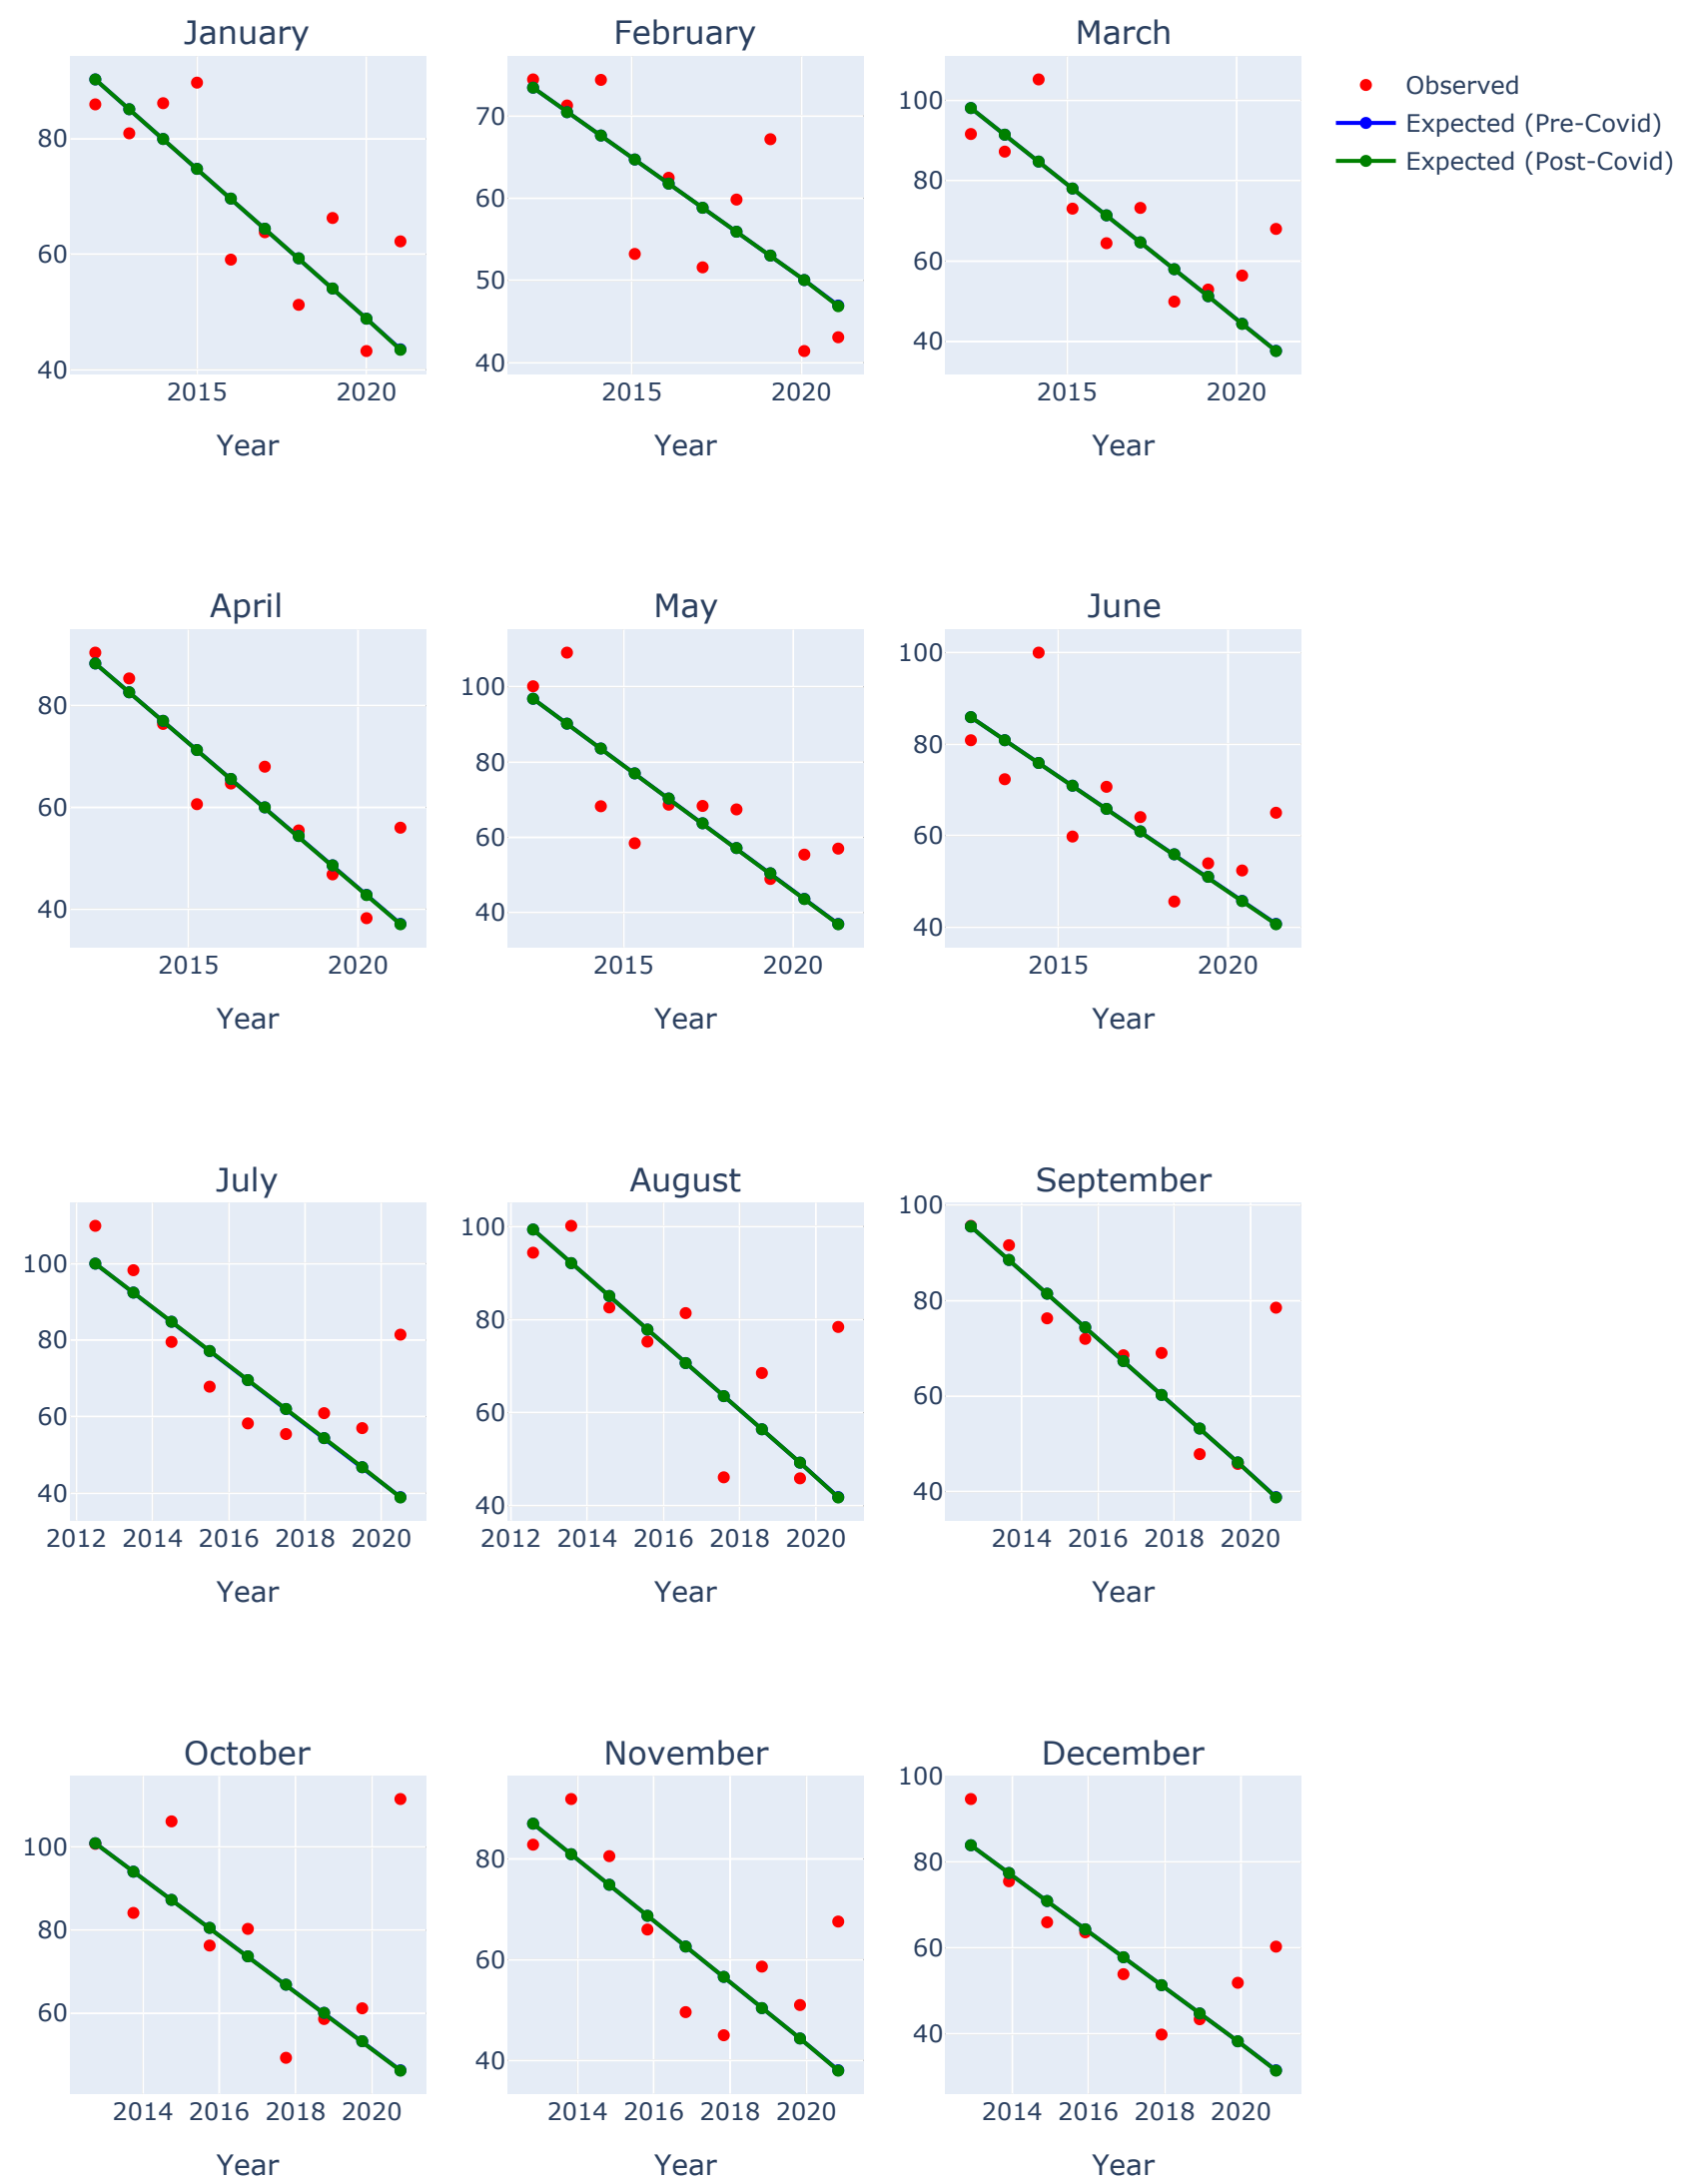 January
February
March
Observed
Expected (Pre-Covid)
Expected (Post-Covid)
80
60
40
2015
2020
Year
70
60
50
40
2015
2020
Year
100
80
60
40
2015
2020
Year
April
May
June
80
60
40
2015
2020
Year
100
80
60
40
2015
2020
Year
100
80
60
40
2015
2020
Year
July
August
September
100
80
60
40
2012 2014 2016 2018 2020
Year
100
80
60
40
2012 2014 2016 2018 2020
Year
100
80
60
40
2014 2016 2018 2020
Year
October
November
December
100
80
60
2014 2016 2018 2020
Year
80
60
40
2014 2016 2018 2020
Year
100
80
60
40
2014 2016 2018 2020
Year